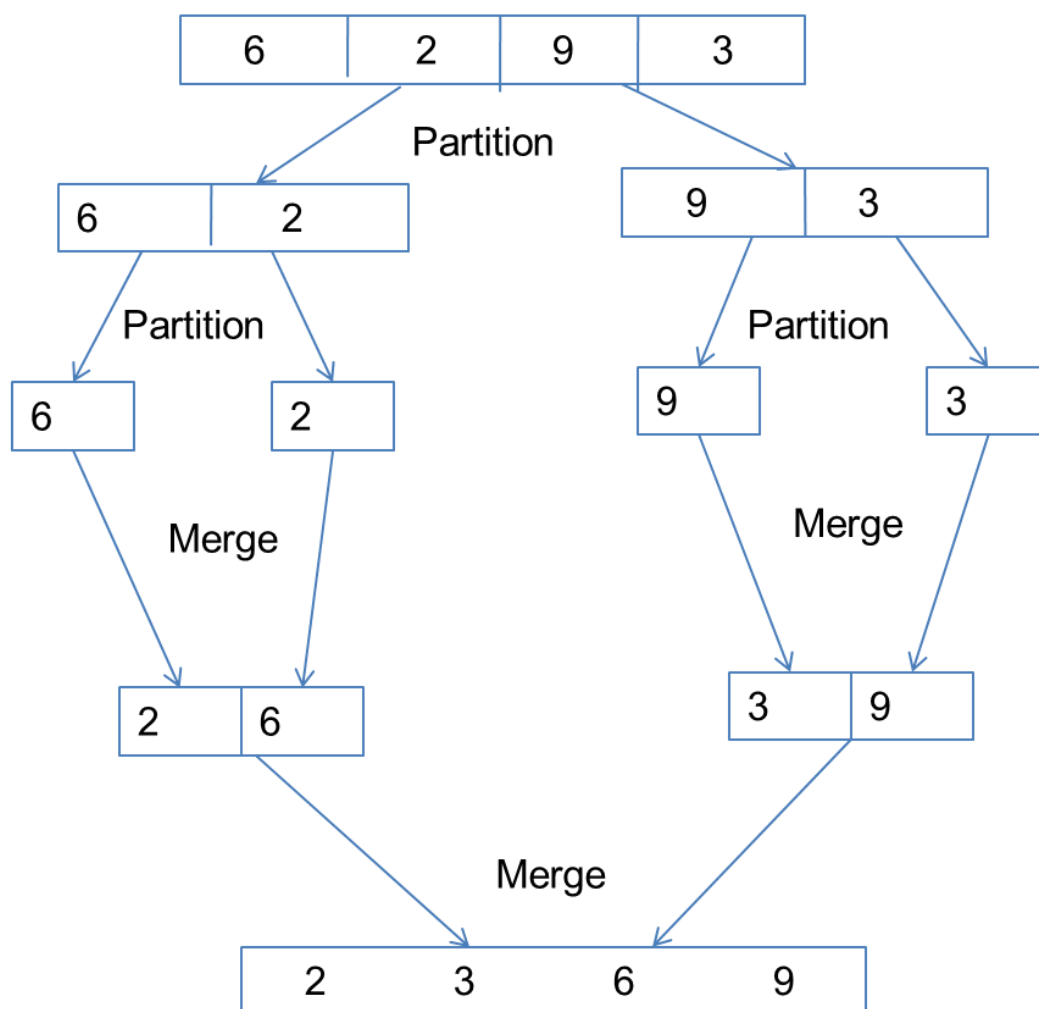 6 2 9 3
Partition
6 2 9 3
Partition Partition
6 2 9 3
Merge Merge
2 6 3 9
Merge
2 3 6 9